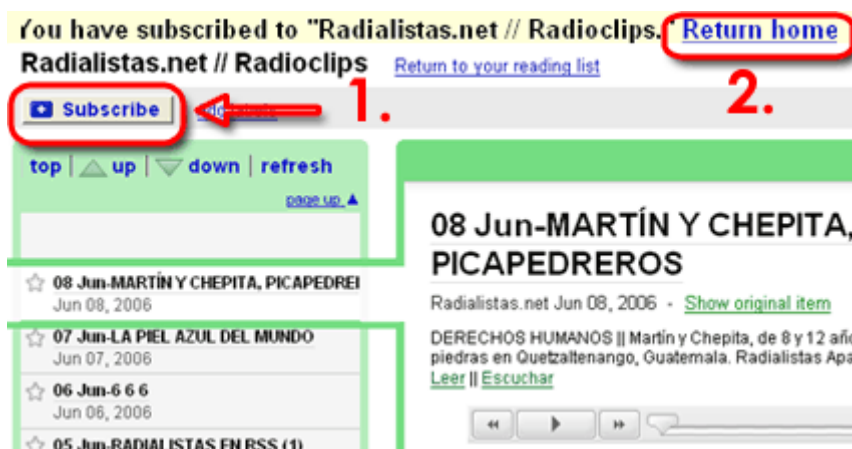 You have subscribed to "Radialistas.net // Radioclips." Return home
Radialistas.net // Radioclips Return to your reading list
2.
Subscribe
1.
top | up | down | refresh
page up
08 Jun-MARTÍN Y CHEPITA,
PICAPEDREROS
08 Jun-MARTÍN Y CHEPITA, PICAPEDREI
Jun 08, 2006
Radialistas.net Jun 08, 2006 - Show original item
07 Jun-LA PIEL AZUL DEL MUNDO
Jun 07, 2006
DERECHOS HUMANOS || Martín y Chepita, de 8 y 12 año
piedras en Quetzaltenango, Guatemala. Radialistas Apa
Leer || Escuchar
06 Jun-6 6 6
Jun 06, 2006
05 Jun-RADIALISTAS EN RSS (1)